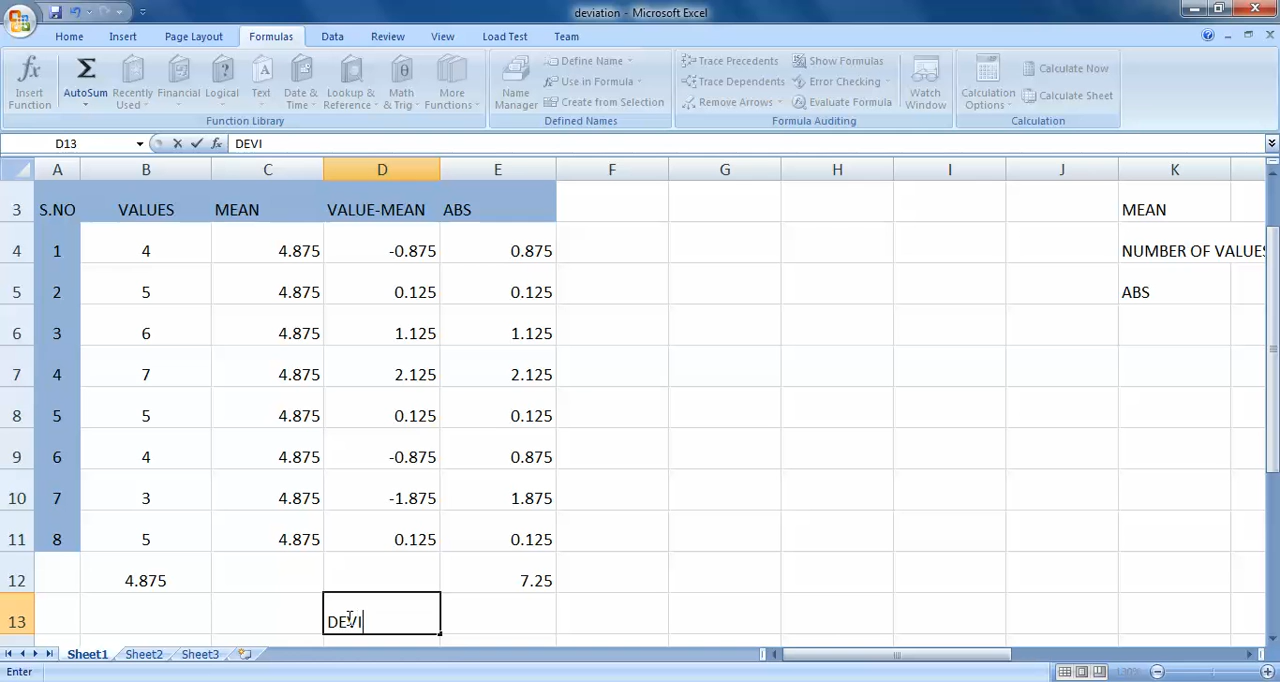 deviation - Microsoft Excel
Home Insert Page Layout Formulas Data Review View Load Test Team
fx Σ A θ
Insert Function
AutoSum
Recently Used
Financial
Logical
Text
Date & Time
Lookup & Reference
Math & Trig
More Functions
Function Library
Name Manager
Define Name
Use in Formula
Create from Selection
Defined Names
Trace Precedents
Trace Dependents
Remove Arrows
Show Formulas
Error Checking
Evaluate Formula
Formula Auditing
Watch Window
Calculation Options
Calculate Now
Calculate Sheet
Calculation
D13 fx DEVI
A B C D E F G H I J K
3 S.NO VALUES MEAN VALUE-MEAN ABS MEAN
4 1 4 4.875 -0.875 0.875 NUMBER OF VALUES
5 2 5 4.875 0.125 0.125 ABS
6 3 6 4.875 1.125 1.125
7 4 7 4.875 2.125 2.125
8 5 5 4.875 0.125 0.125
9 6 4 4.875 -0.875 0.875
10 7 3 4.875 -1.875 1.875
11 8 5 4.875 0.125 0.125
12 4.875 7.25
13 DEVI
Sheet1 Sheet2 Sheet3
Enter 130%